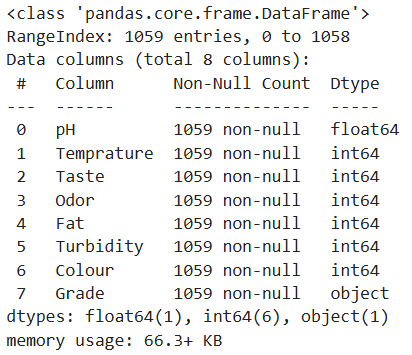 <class 'pandas.core.frame.DataFrame'>
RangeIndex: 1059 entries, 0 to 1058
Data columns (total 8 columns):
 #   Column      Non-Null Count  Dtype
---  ------      --------------  -----
 0   pH          1059 non-null   float64
 1   Temprature  1059 non-null   int64
 2   Taste       1059 non-null   int64
 3   Odor        1059 non-null   int64
 4   Fat         1059 non-null   int64
 5   Turbidity   1059 non-null   int64
 6   Colour      1059 non-null   int64
 7   Grade       1059 non-null   object
dtypes: float64(1), int64(6), object(1)
memory usage: 66.3+ KB